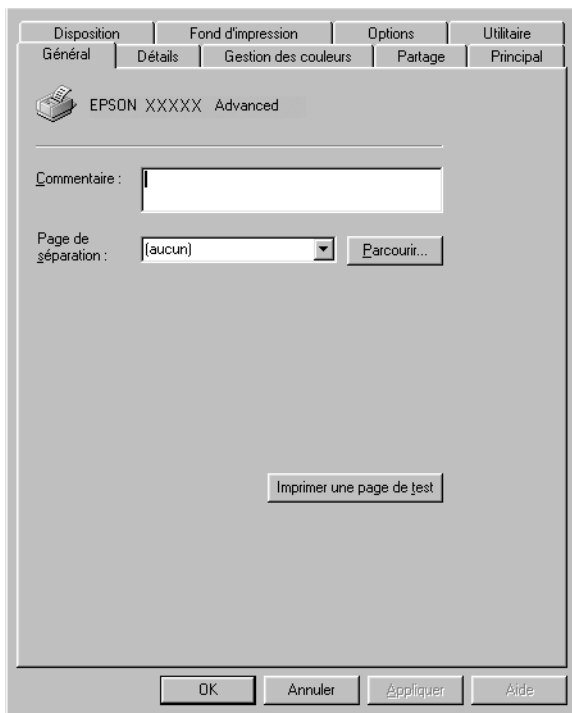 Disposition Fond d'impression Options Utilitaire
Général Détails Gestion des couleurs Partage Principal
EPSON XXXXX Advanced
Commentaire :
Page de
séparation :
(aucun)
Parcourir...
Imprimer une page de test
OK Annuler Appliquer Aide